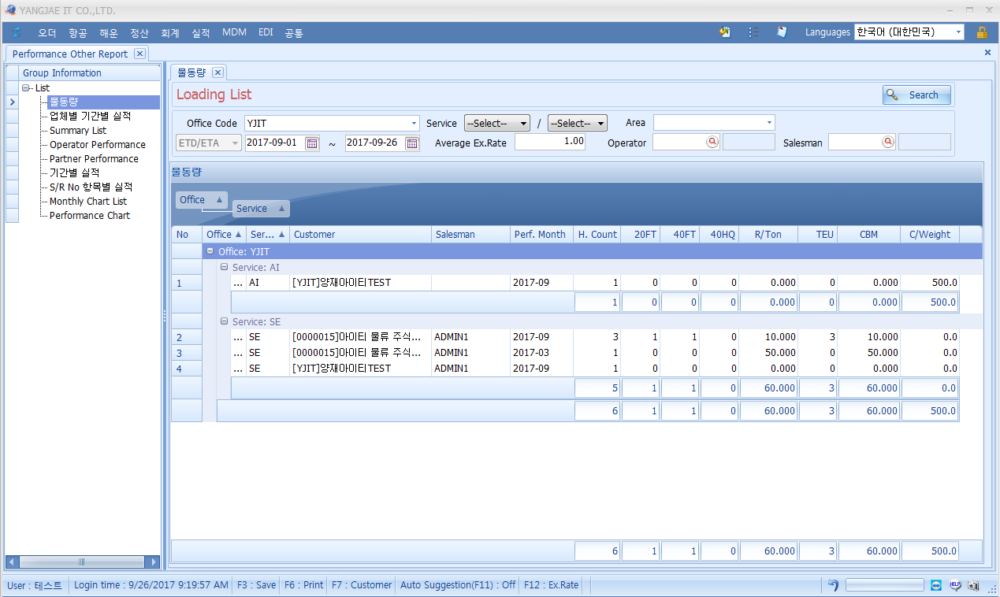 YANGJAE IT CO.,LTD.
오더 항공 해운 정산 회계 실적 MDM EDI 공통 Languages 한국어 (대한민국)
Performance Other Report
Group Information
List
물동량
업체별 기간별 실적
Summary List
Operator Performance
Partner Performance
기간별 실적
S/R No 항목별 실적
Monthly Chart List
Performance Chart
물동량
Loading List Search
Office Code YJIT Service --Select-- / --Select-- Area
ETD/ETA 2017-09-01 ~ 2017-09-26 Average Ex.Rate 1.00 Operator Salesman
물동량
Office
Service
No Office Ser... Customer Salesman Perf. Month H. Count 20FT 40FT 40HQ R/Ton TEU CBM C/Weight
Office: YJIT
Service: AI
1 ... AI [YJIT]양재아이티TEST 2017-09 1 0 0 0 0.000 0 0.000 500.0
1 0 0 0 0.000 0 0.000 500.0
Service: SE
2 ... SE [0000015]아이티 물류 주식... ADMIN1 2017-09 3 1 1 0 10.000 3 10.000 0.0
3 ... SE [0000015]아이티 물류 주식... ADMIN1 2017-03 1 0 0 0 50.000 0 50.000 0.0
4 ... SE [YJIT]양재아이티TEST ADMIN1 2017-09 1 0 0 0 0.000 0 0.000 0.0
5 1 1 0 60.000 3 60.000 0.0
6 1 1 0 60.000 3 60.000 500.0
6 1 1 0 60.000 3 60.000 500.0
User : 테스트 Login time : 9/26/2017 9:19:57 AM F3 : Save F6 : Print F7 : Customer Auto Suggestion(F11) : Off F12 : Ex.Rate HELP